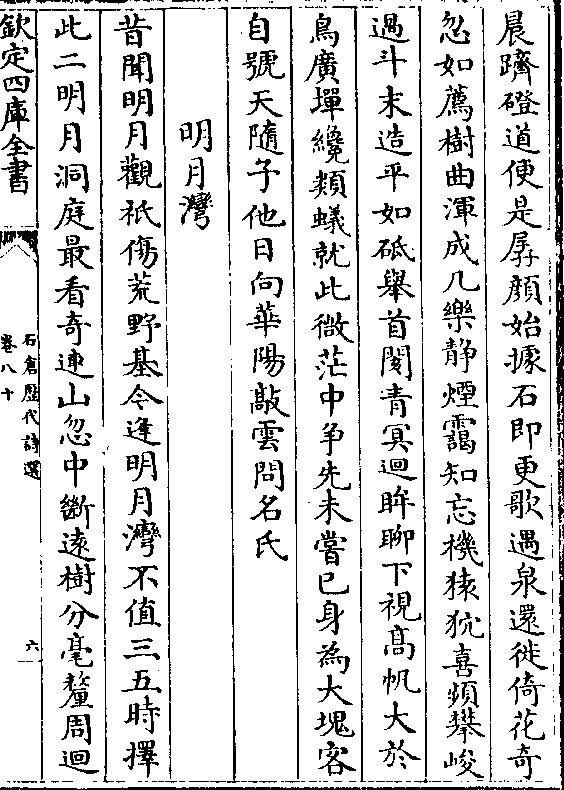 晨躋磴道便是孱顏始據石即更歌遇泉還徙倚花奇
忽如薦樹曲渾成几樂静煙靄知忘機猿狖喜頻攀峻
過斗末造平如砥舉首閡青冥迴眸聊下視髙帆大於
鳥廣墠纔類蟻就此微茫中争先未嘗已身為大塊客
自號天隨子他日向華陽敲雲問名氏
明月灣
昔聞明月觀祇傷荒野基今逢明月灣不值三五時擇
此二明月洞庭最看奇連山忽中斷遠樹分毫釐周迴
欽定四庫全書
石倉歷代詩選
卷八十
六